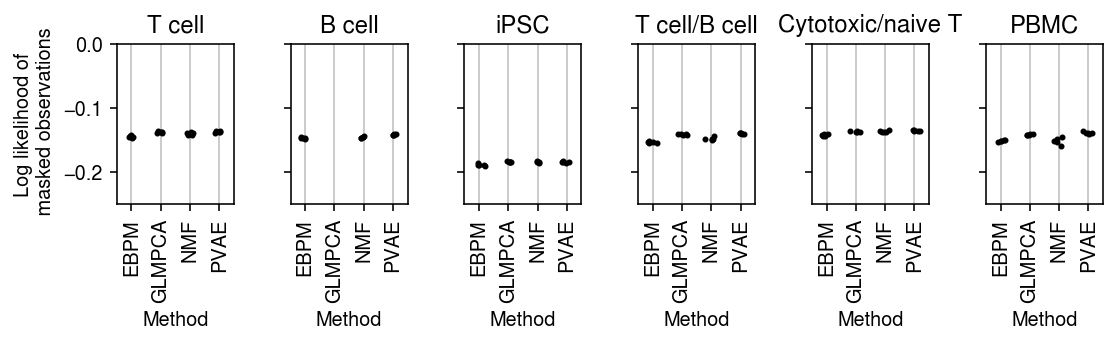 T cell
B cell
iPSC
T cell/B cell
Cytotoxic/naive T
PBMC
Log likelihood of
masked observations
0.0
−0.1
−0.2
EBPM
GLMPCA
NMF
PVAE
EBPM
GLMPCA
NMF
PVAE
EBPM
GLMPCA
NMF
PVAE
EBPM
GLMPCA
NMF
PVAE
EBPM
GLMPCA
NMF
PVAE
EBPM
GLMPCA
NMF
PVAE
Method
Method
Method
Method
Method
Method